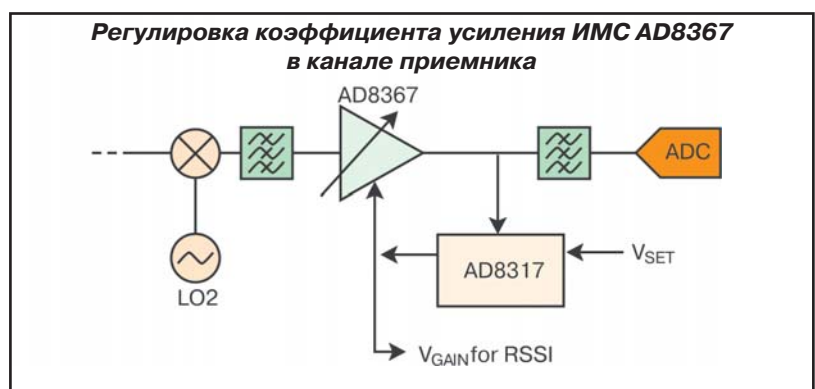 Регулировка коэффициента усиления ИМС AD8367
в канале приемника
AD8367
ADC
AD8317
VSET
LO2
VGAIN for RSSI